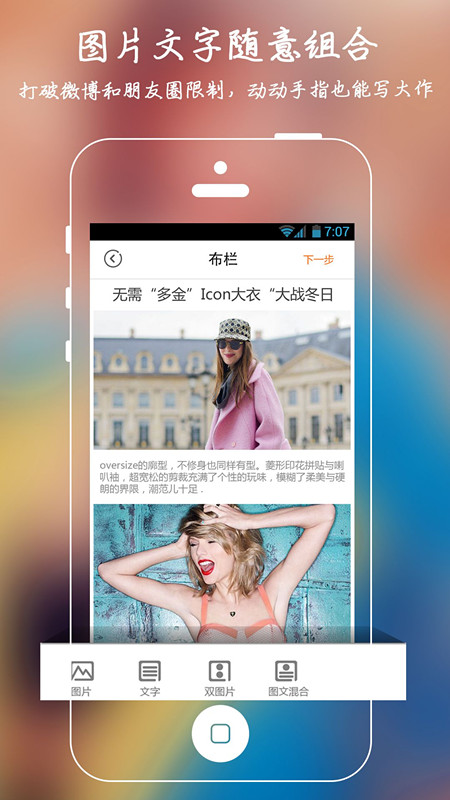 图片文字随意组合
打破微博和朋友圈限制，动动手指也能写大作
7:07
布栏
下一步
无需“多金”Icon大衣“大战冬日
oversize的廓型，不修身也同样有型。菱形印花拼贴与喇
叭袖，超宽松的剪裁充满了个性的玩味，模糊了柔美与硬
朗的界限，潮范儿十足．
图片
文字
双图片
图文混合